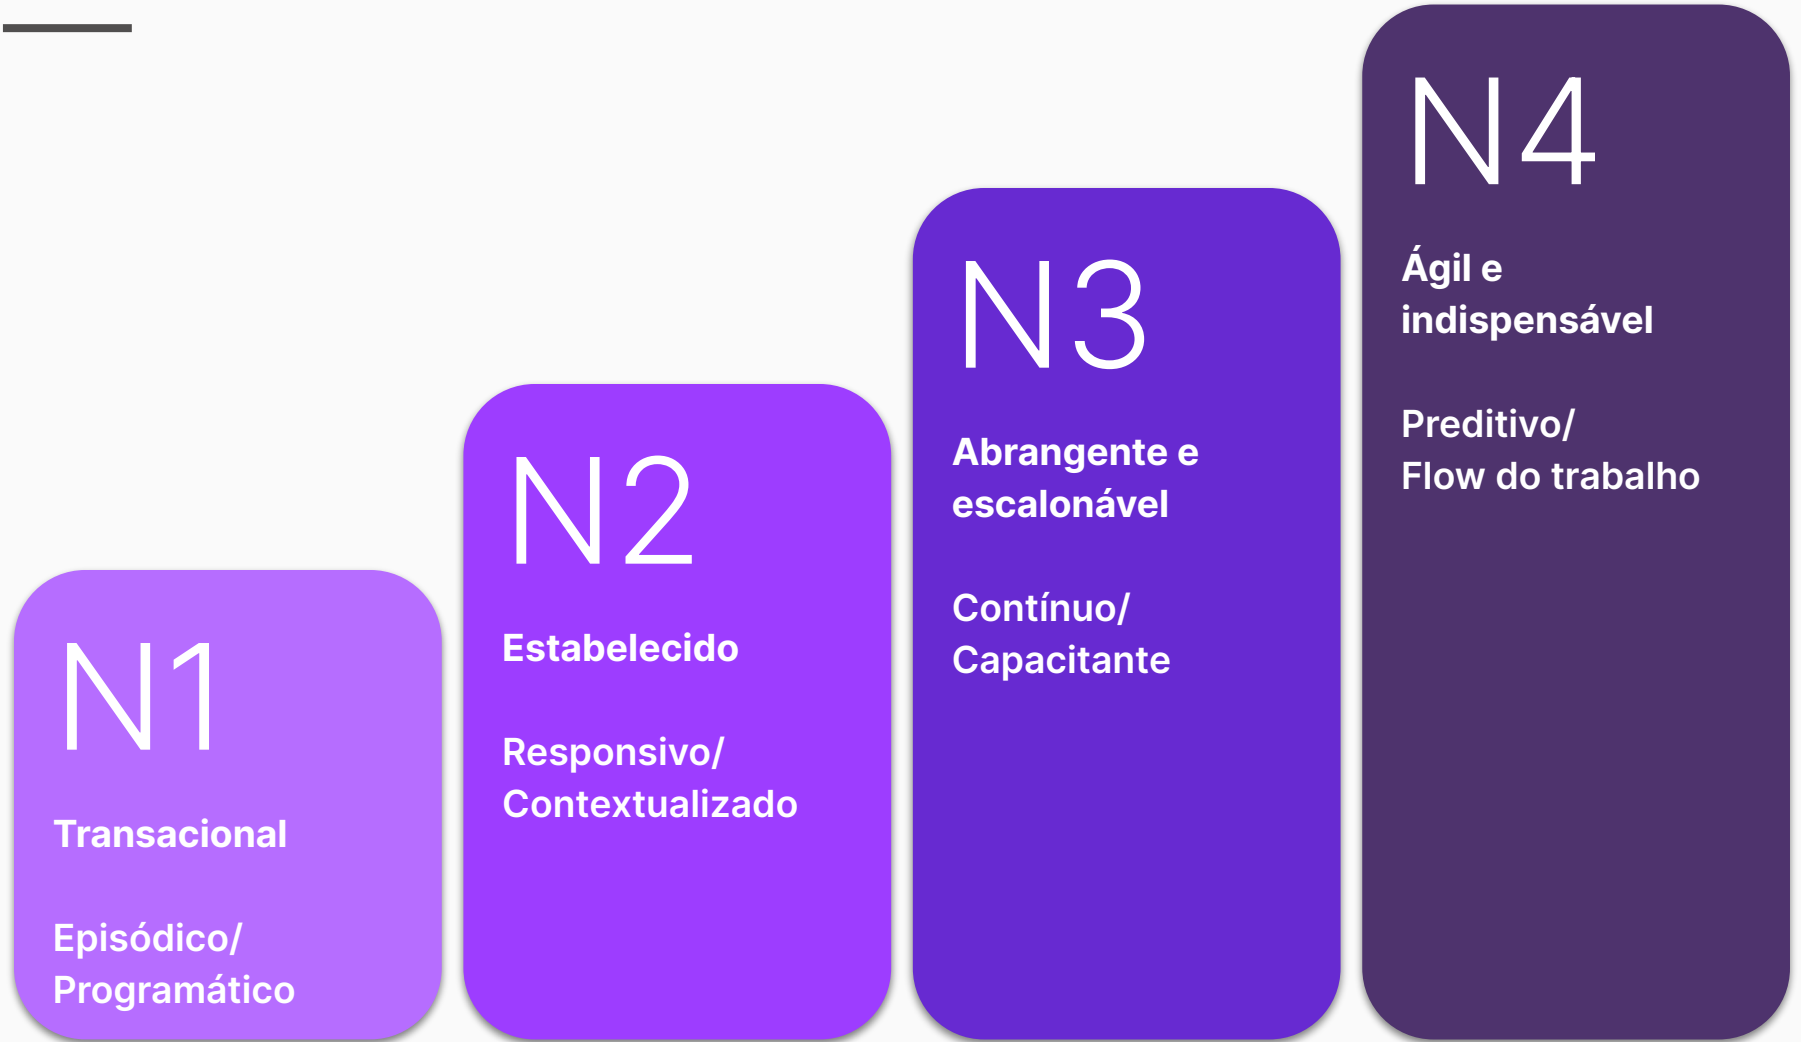 N1
Transacional
Episódico/
Programático
N2
Estabelecido
Responsivo/
Contextualizado
N3
Abrangente e
escalonável
Contínuo/
Capacitante
N4
Ágil e
indispensável
Preditivo/
Flow do trabalho